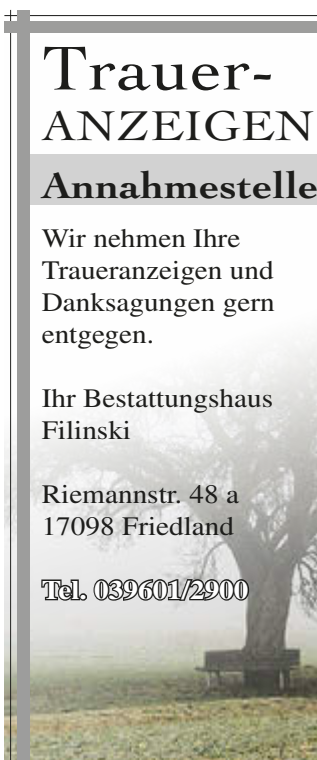 Trauer-
ANZEIGEN
Annahmestelle
Wir nehmen Ihre
Traueranzeigen und
Danksagungen gern
entgegen.
Ihr Bestattungshaus
Filinski
Riemannstr. 48 a
17098 Friedland
Tel. 039601/2900